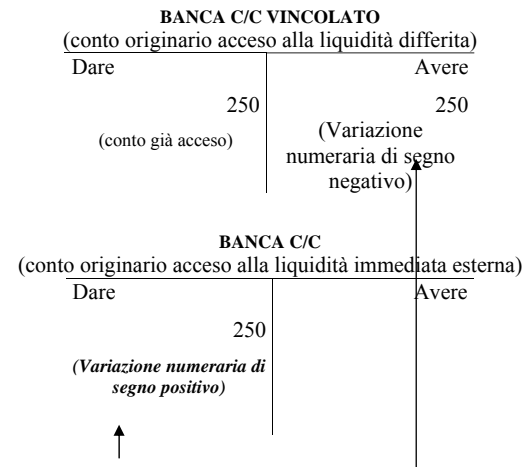 BANCA C/C VINCOLATO
(conto originario acceso alla liquidità differita)
Dare Avere
250 250
(conto già acceso) (Variazione
numeraria di segno
negativo)
BANCA C/C
(conto originario acceso alla liquidità immediata esterna)
Dare Avere
250
(Variazione numeraria di
segno positivo)